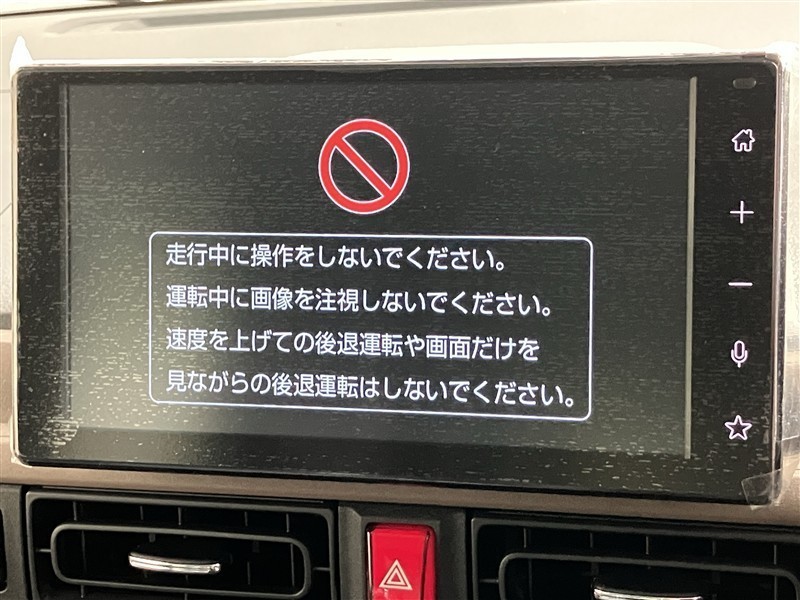 走行中に操作をしないでください。
運転中に画像を注視しないでください。
速度を上げての後退運転や画面だけを
見ながらの後退運転はしないでください。